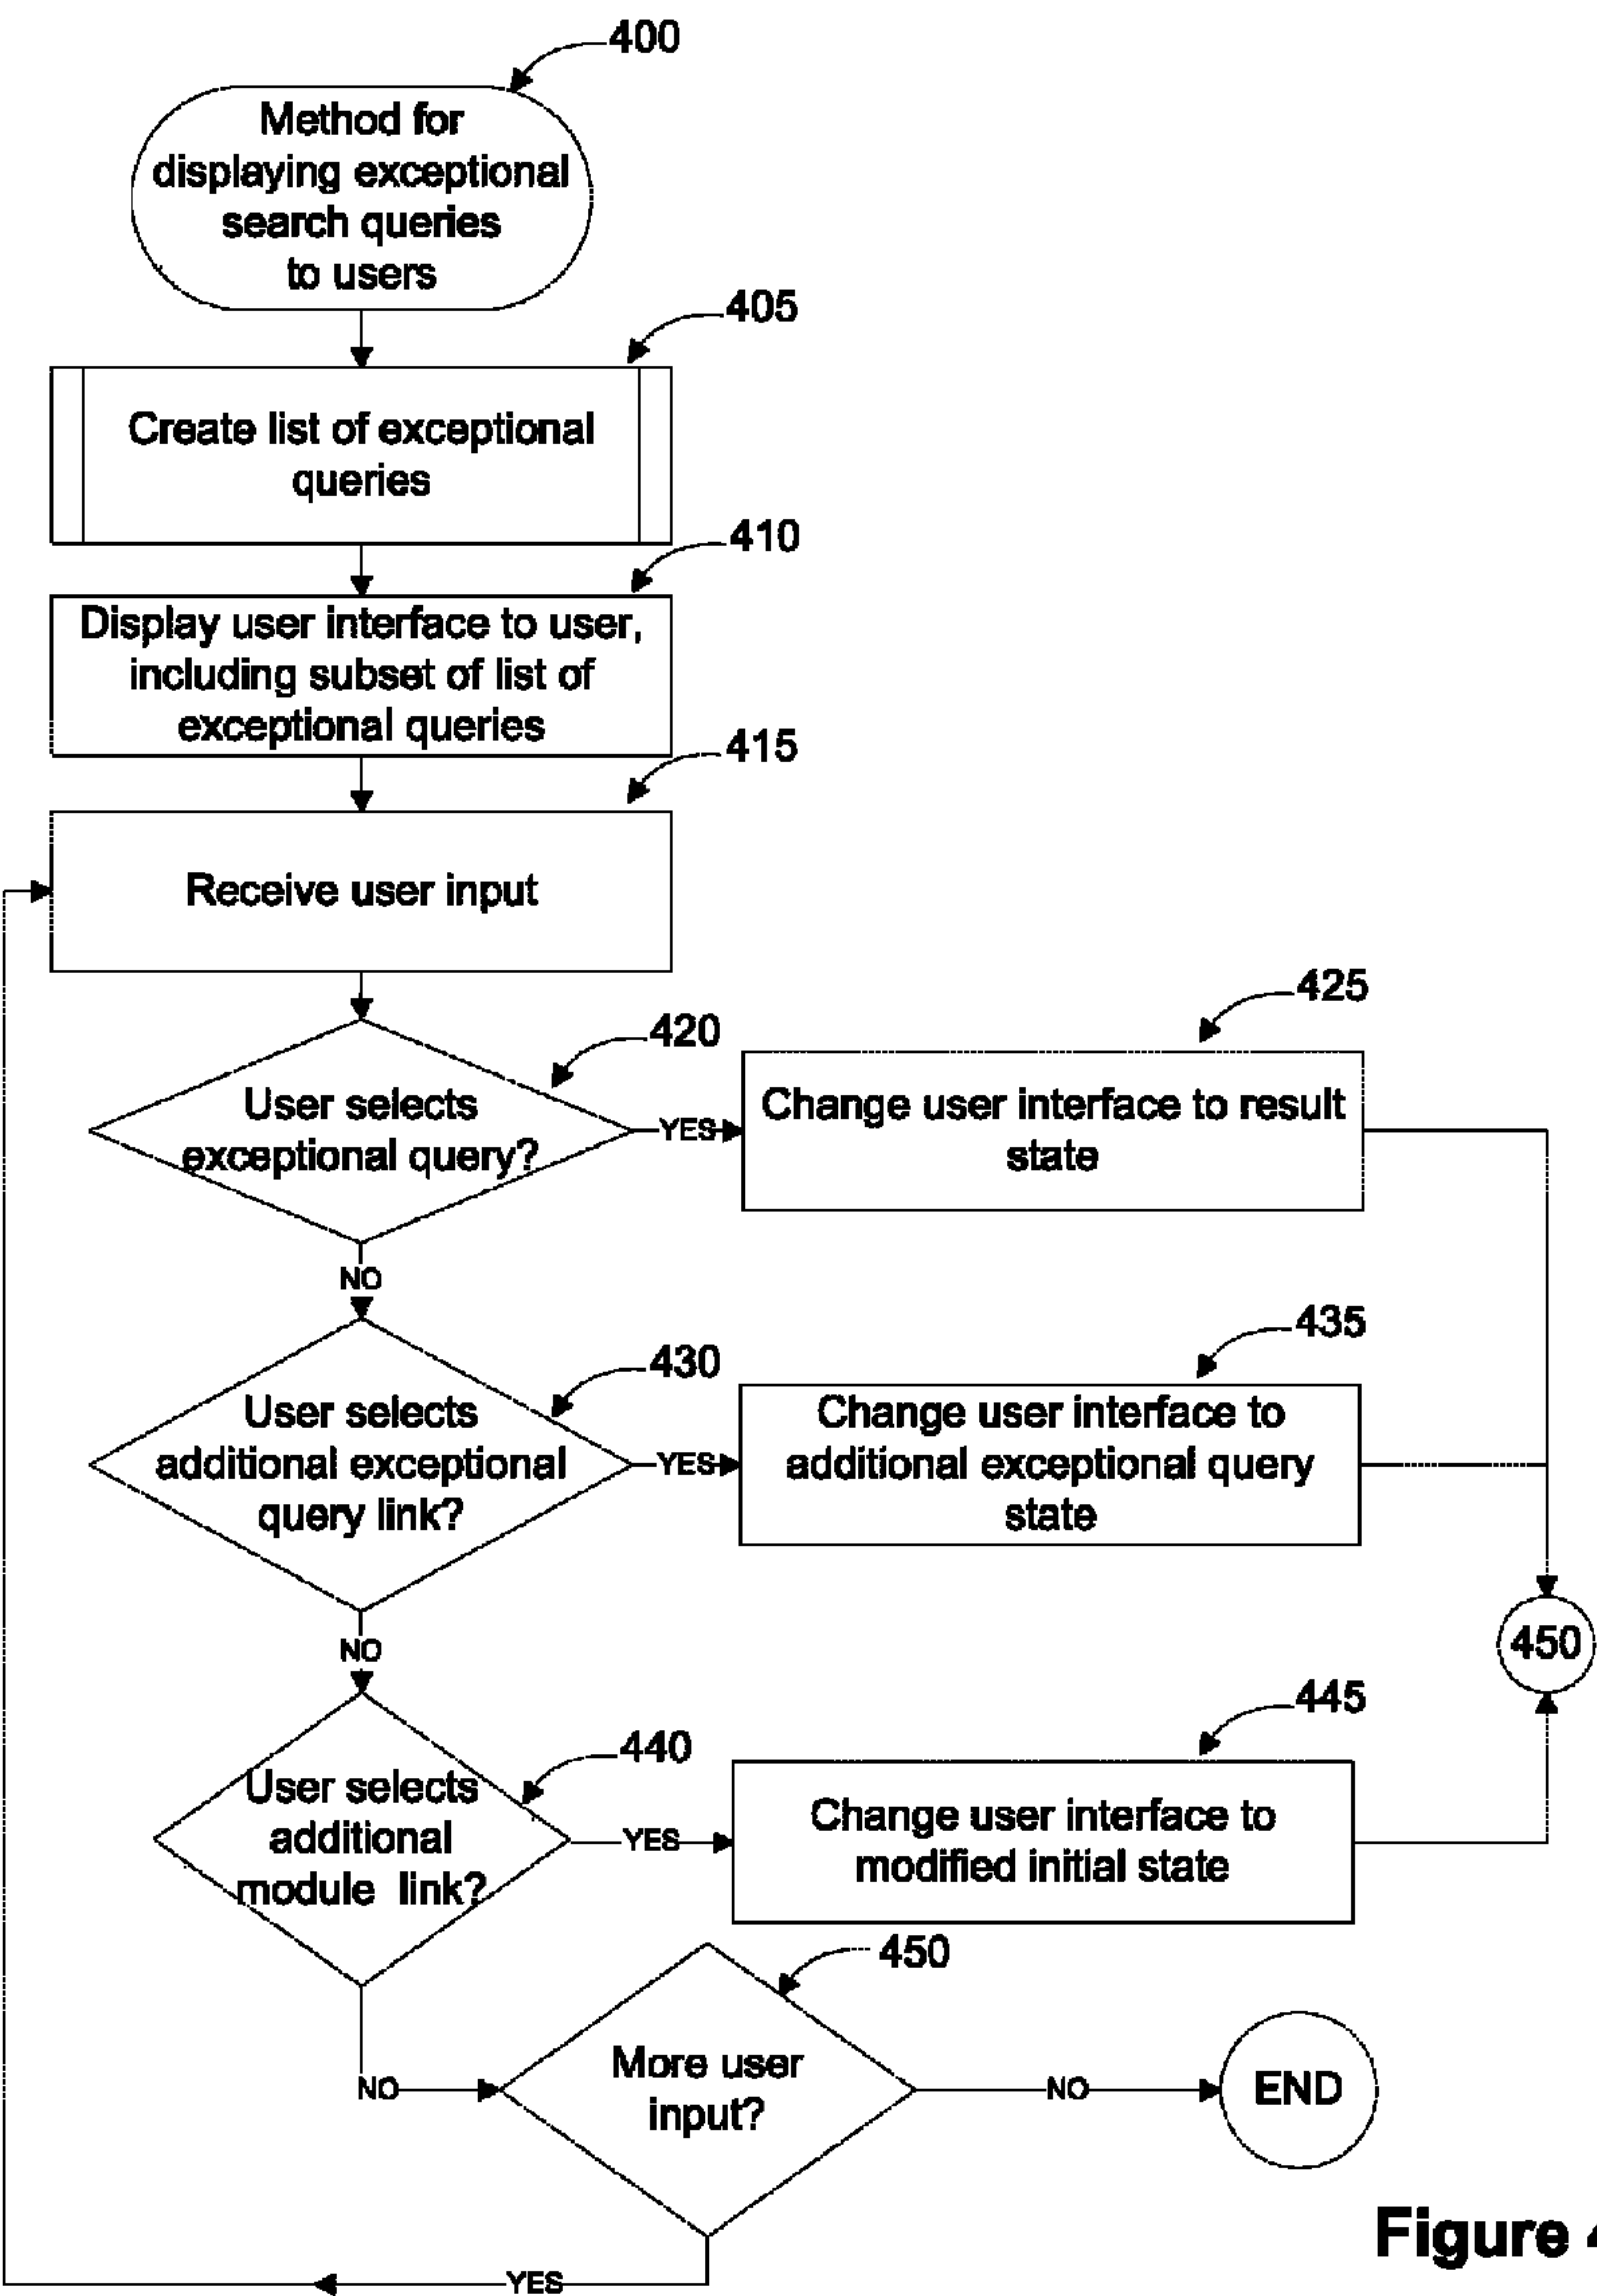 400
Method for
displaying exceptional
search queries
to users
405
Create list of exceptional
queries
410
Display user interface to user,
including subset of list of
exceptional queries
415
Receive user input
420
User selects
exceptional query?
YES
425
Change user interface to result
state
NO
430
User selects
additional exceptional
query link?
YES
435
Change user interface to
additional exceptional query
state
NO
450
440
User selects
additional
module link?
YES
445
Change user interface to
modified initial state
NO
450
More user
input?
NO
END
YES
Figure 4